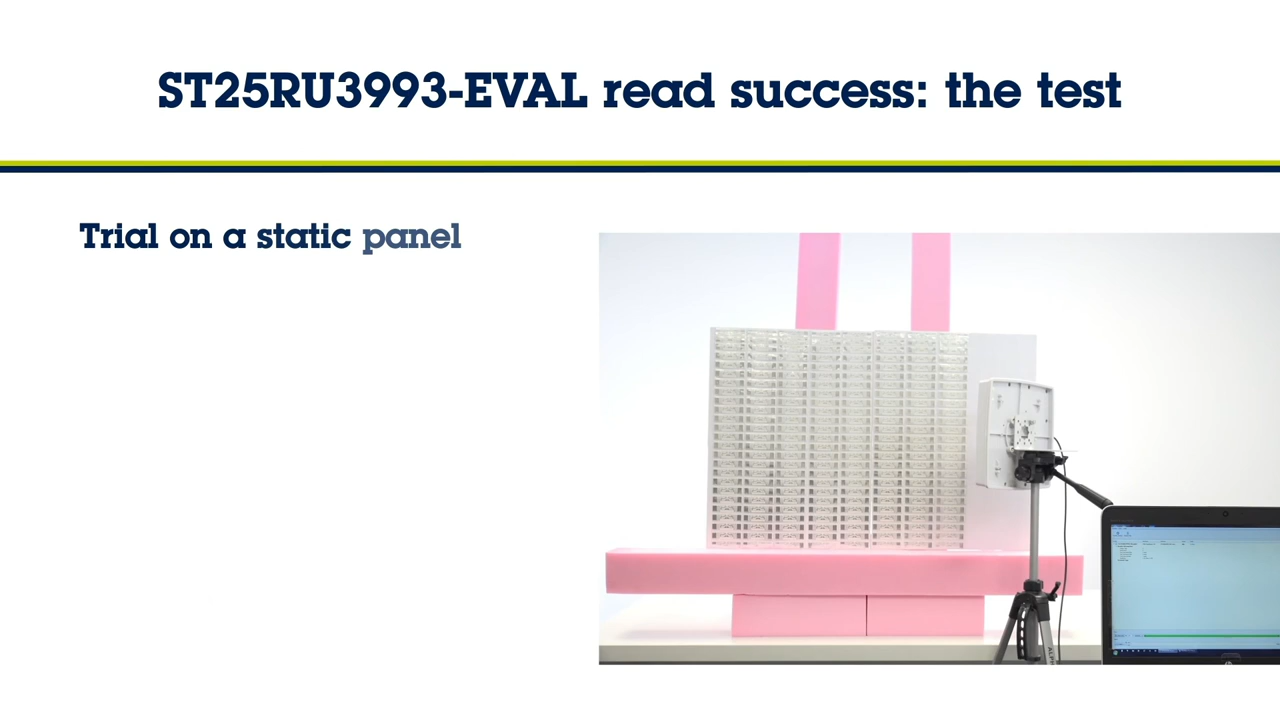 ST25RU3993-EVAL read success: the test
Trial on a static panel